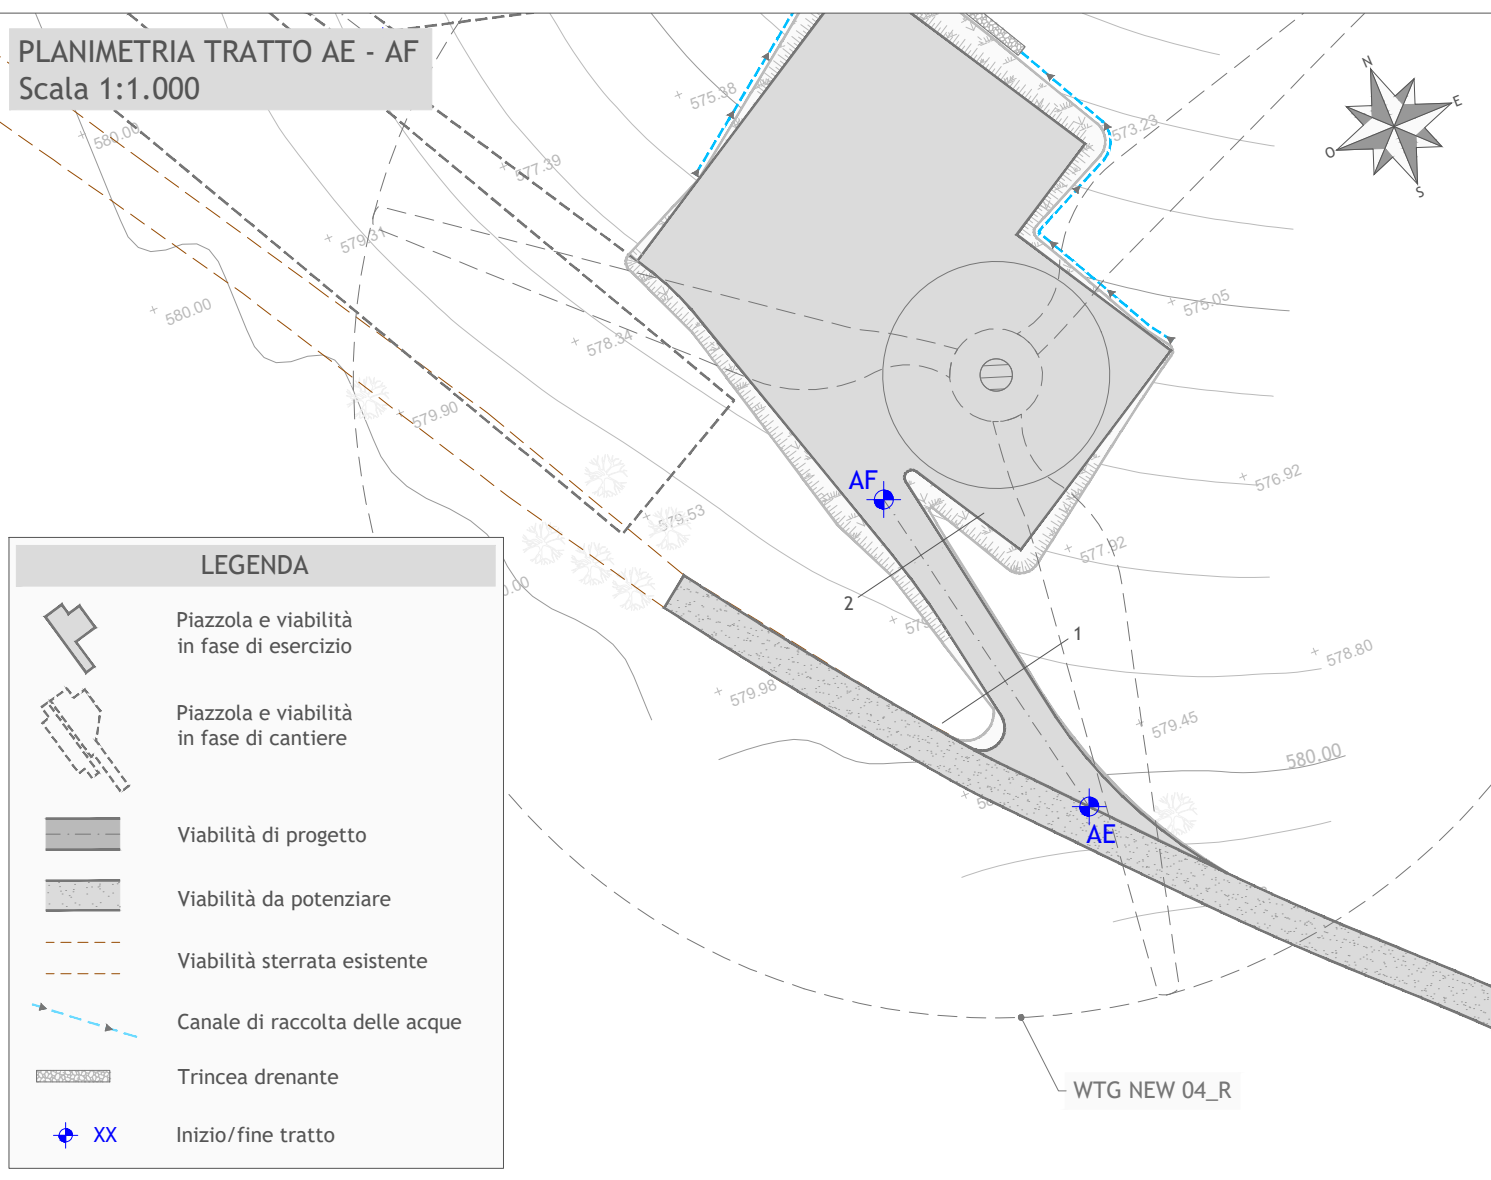 PLANIMETRIA TRATTO AE - AF
Scala 1:1.000
N
E
O
S
575.38
580.00
577.39
573.23
579.31
580.00
575.05
578.34
579.90
AF
576.92
579.53
577.92
2
1
578.80
579.98
579.45
580.00
AE
WTG NEW 04_R
LEGENDA
Piazzola e viabilità
in fase di esercizio
Piazzola e viabilità
in fase di cantiere
Viabilità di progetto
Viabilità da potenziare
Viabilità sterrata esistente
Canale di raccolta delle acque
Trincea drenante
XX Inizio/fine tratto